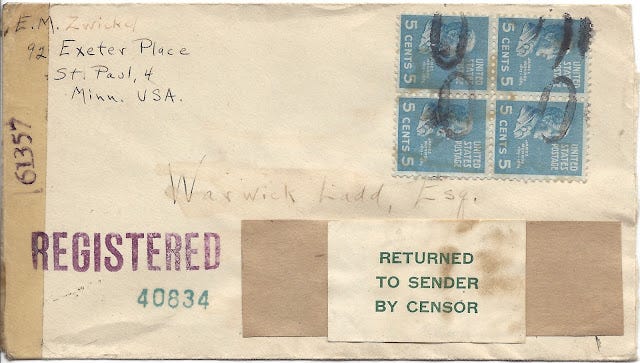 E. M. Zwickel
92 Exeter Place
St. Paul, 4
Minn. USA.
5 CENTS 5
UNITED
STATES
POSTAGE
5 CENTS 5
UNITED
STATES
POSTAGE
5 CENTS 5
UNITED
STATES
POSTAGE
5 CENTS 5
UNITED
STATES
POSTAGE
61357
Warwick Ladd, Esq.
REGISTERED
40834
RETURNED
TO SENDER
BY CENSOR